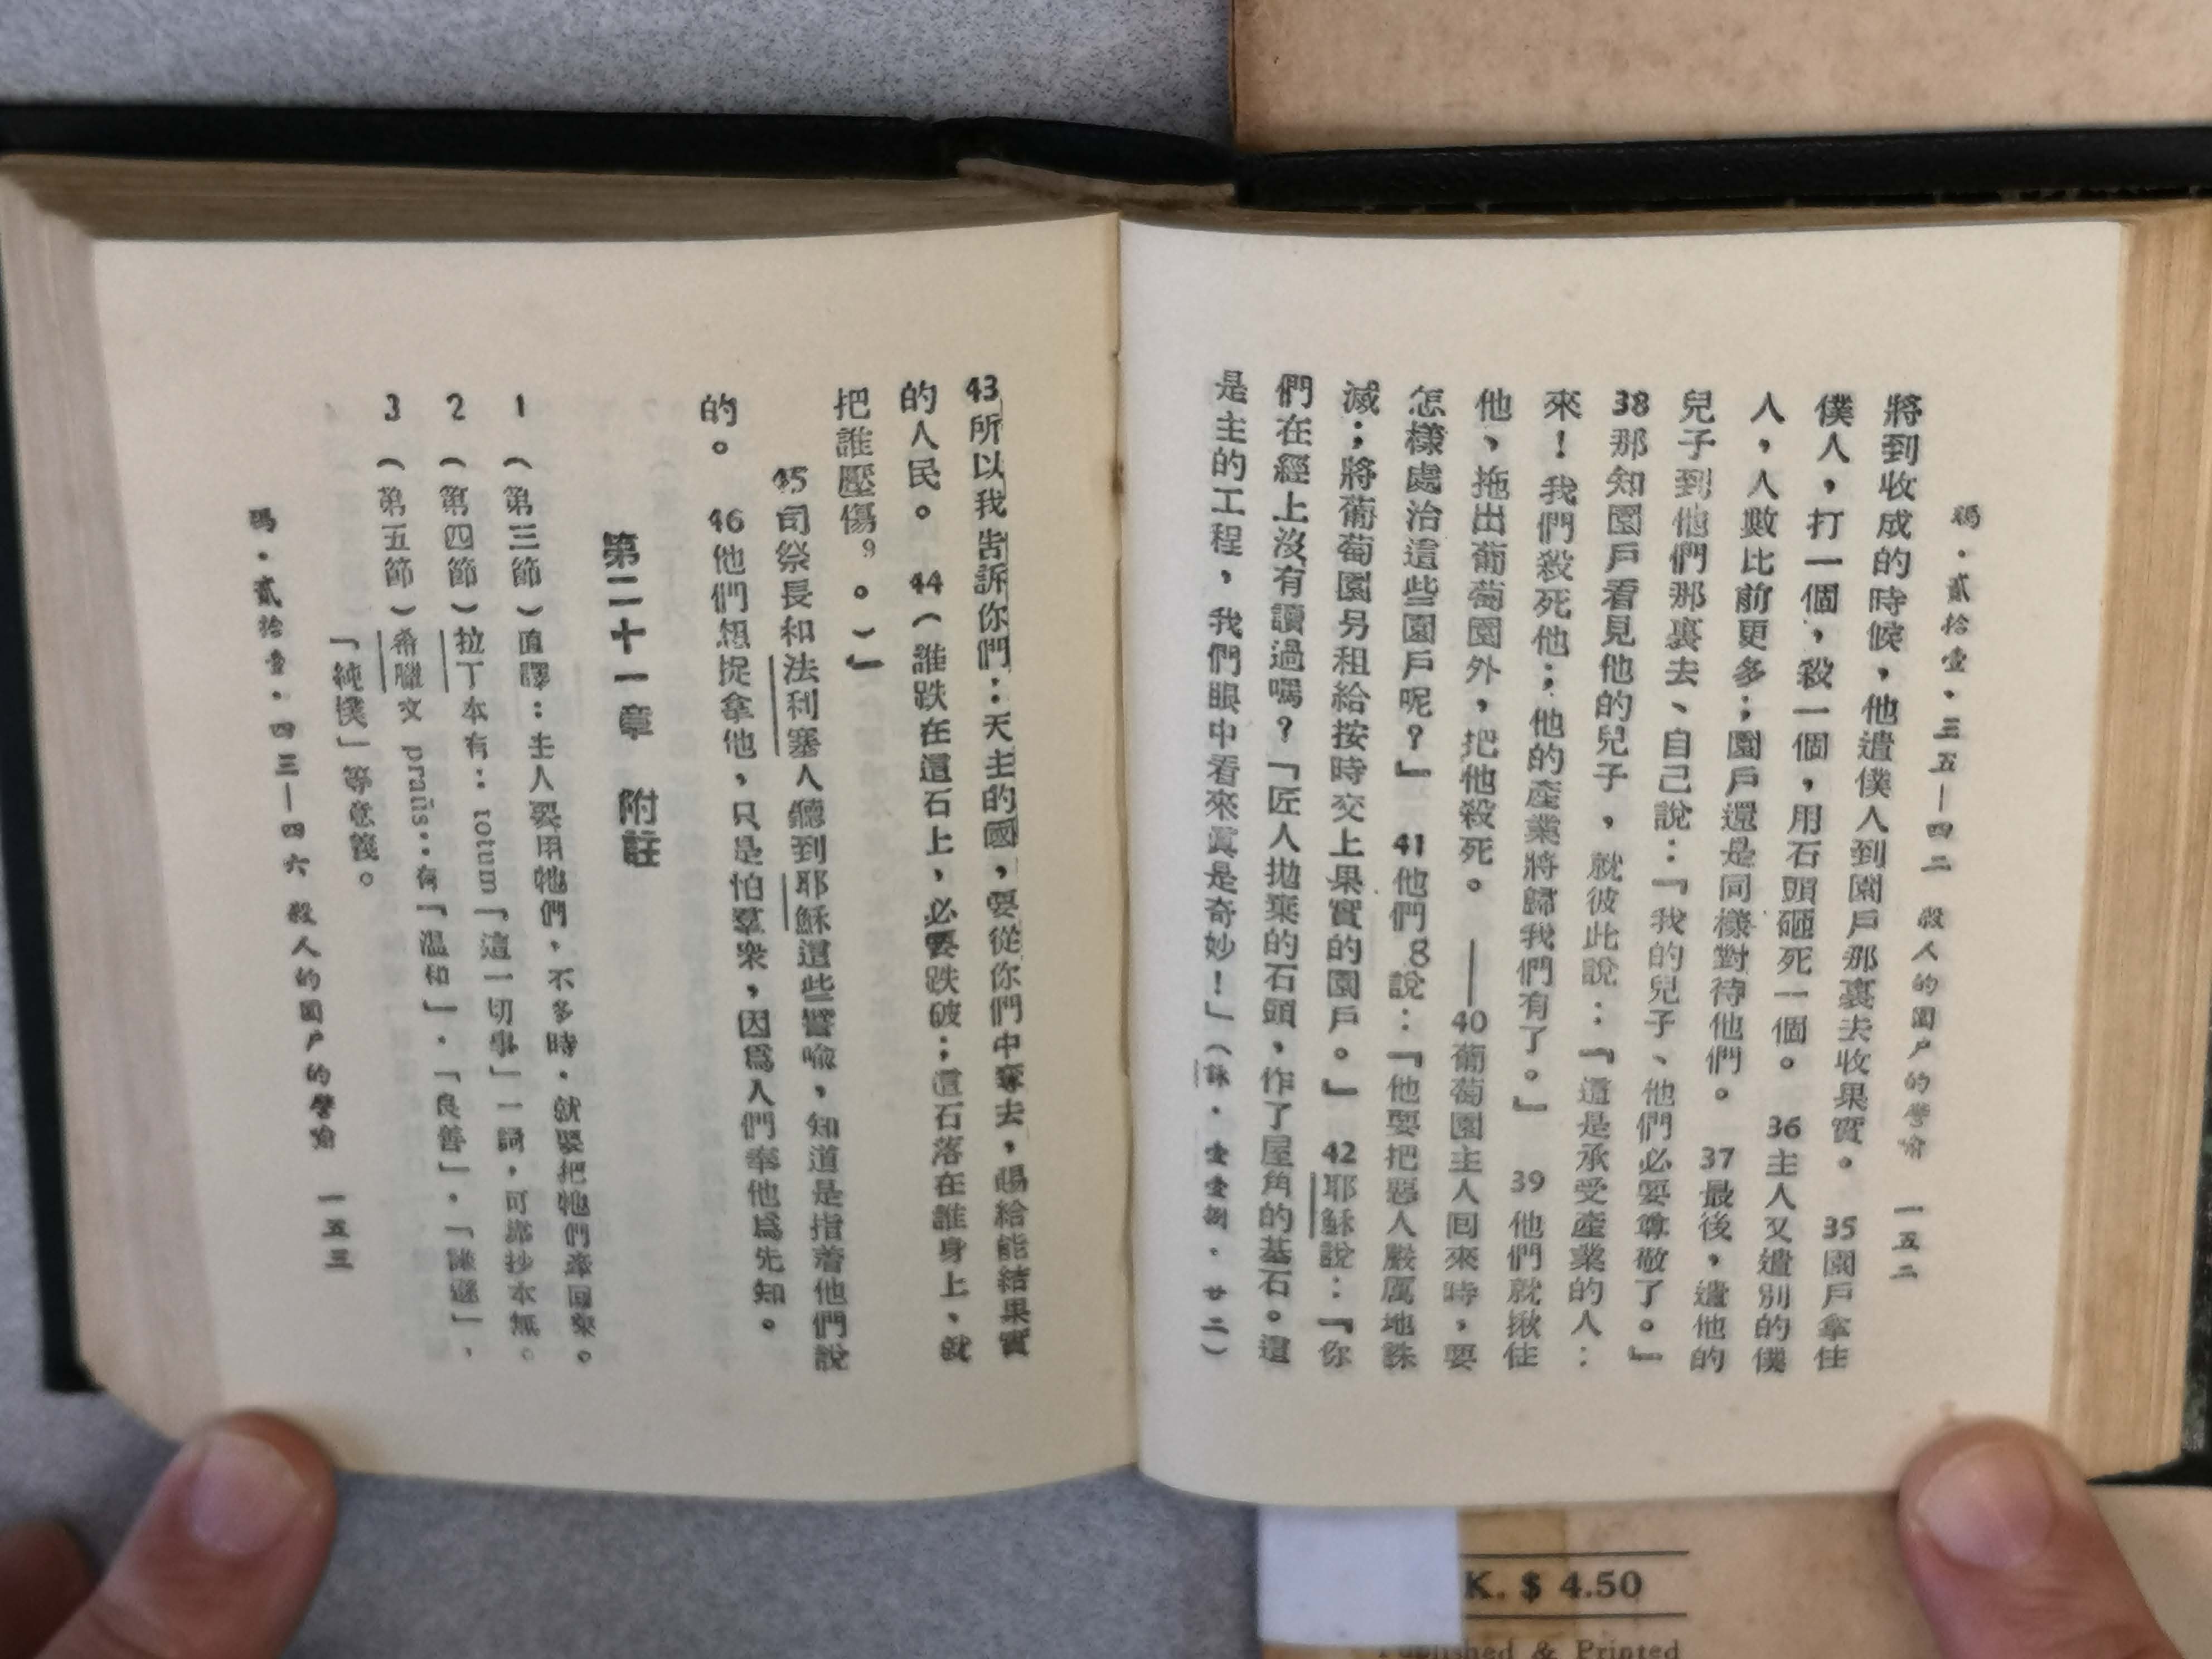 瑪．貳拾壹．三五—四二　殺人的園户的譬喻　一五二
將到收成的時候，他遣僕人到園戶那裏去收果實。　35園戶拿住
僕人，打一個，殺一個，用石頭砸死一個。　36主人又遣別的僕
人，人數比前更多；園戶還是同樣對待他們。　37最後，遣他的
兒子到他們那裏去、自己說：『我的兒子、他們必要尊敬了。』
38那知園戶看見他的兒子，就彼此說：『這是承受產業的人：
來！我們殺死他；他的產業將歸我們有了。』　39他們就揪住
他、拖出葡萄園外，把他殺死。　——40葡萄園主人回來時，要
怎樣處治這些園戶呢？』　41他們8說：『他要把惡人嚴厲地誅
滅；將葡萄園另租給按時交上果實的園戶。』　42耶穌說：『你
們在經上沒有讀過嗎？「匠人拋棄的石頭，作了屋角的基石。這
是主的工程，我們眼中看來眞是奇妙！」（詠．壹壹捌．廿二）
43所以我告訴你們：天主的國，要從你們中奪去，賜給能結果實
的人民。　44（誰跌在這石上，必要跌破；這石落在誰身上、就
把誰壓傷9。）』
45司祭長和法利塞人聽到耶穌這些譬喻，知道是指着他們說
的。　46他們想捉拿他，只是怕羣衆，因爲人們奉他爲先知。
第二十一章　附註
1（第三節）直譯：主人要用牠們，不多時．就要把牠們牽回來。
2（第四節）拉丁本有：totum「這一切事」一詞，可靠抄本無。
3（第五節）希臘文 praüs：有「温和」．「良善」．「謙遜」，
「純樸」等意義。
瑪．貳拾壹．四三—四六　殺人的園户的譬喻　一五三
K. $ 4.50
Published & Printed